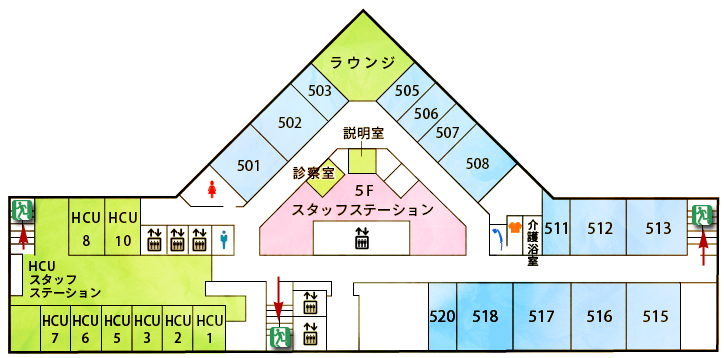 ラウンジ
503
505
502
506
507
501
508
説明室
診察室
5F
スタッフステーション
HCU
8
HCU
10
介護浴室
511
512
513
HCU
スタッフ
ステーション
HCU
7
HCU
6
HCU
5
HCU
3
HCU
2
HCU
1
520
518
517
516
515